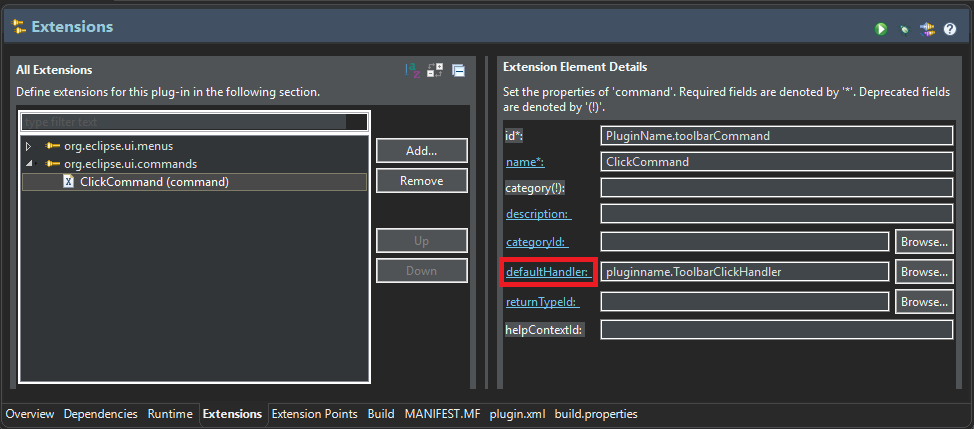 Extensions
All Extensions
Define extensions for this plug-in in the following section.
type filter text
org.eclipse.ui.menus
org.eclipse.ui.commands
ClickCommand (command)
Add...
Remove
Up
Down
Extension Element Details
Set the properties of 'command'. Required fields are denoted by '*'. Deprecated fields
are denoted by '(!)'.
id*: PluginName.toolbarCommand
name*: ClickCommand
category(!):
description:
categoryId: Browse...
defaultHandler: pluginname.ToolbarClickHandler Browse...
returnTypeId: Browse...
helpContextId:
Overview Dependencies Runtime Extensions Extension Points Build MANIFEST.MF plugin.xml build.properties